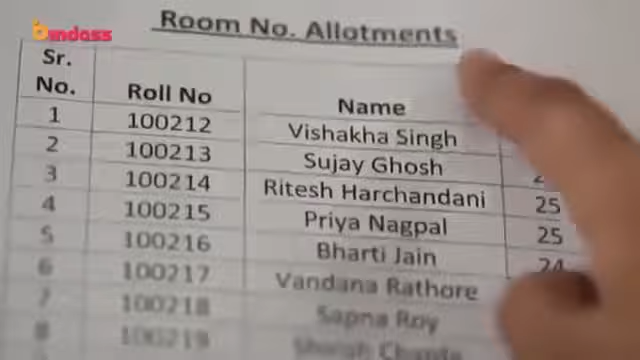 bindass
Room No. Allotments
Sr. No. Roll No Name
1 100212 Vishakha Singh
2 100213 Sujay Ghosh
3 100214 Ritesh Harchandani 25
4 100215 Priya Nagpal 25
5 100216 Bharti Jain 24
6 100217 Vandana Rathore
7 100218 Sapna Roy
8 100219